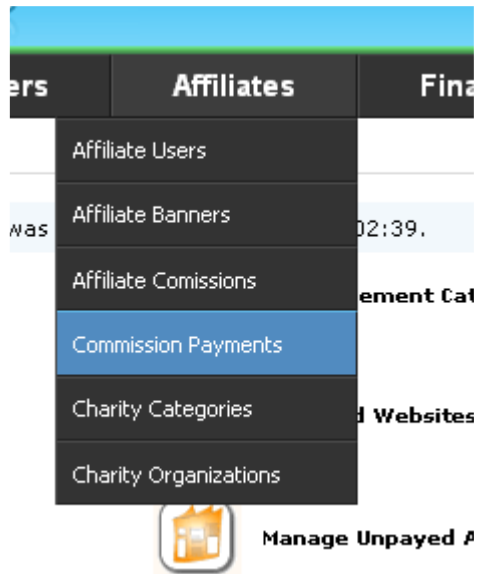 ers Affiliates Fina
Affiliate Users
was
Affiliate Banners
02:39.
Affiliate Comissions
ement Cat
Commission Payments
Charity Categories
d Websites
Charity Organizations
Manage Unpayed A